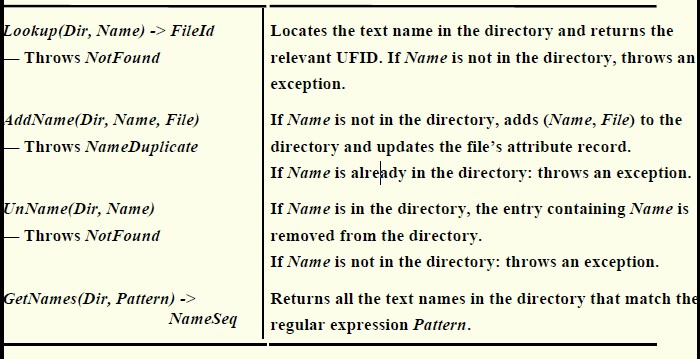 Lookup(Dir, Name) -> FileId
— Throws NotFound
Locates the text name in the directory and returns the
relevant UFID. If Name is not in the directory, throws an
exception.
AddName(Dir, Name, File)
— Throws NameDuplicate
If Name is not in the directory, adds (Name, File) to the
directory and updates the file’s attribute record.
If Name is already in the directory: throws an exception.
UnName(Dir, Name)
— Throws NotFound
If Name is in the directory, the entry containing Name is
removed from the directory.
If Name is not in the directory: throws an exception.
GetNames(Dir, Pattern) ->
NameSeq
Returns all the text names in the directory that match the
regular expression Pattern.